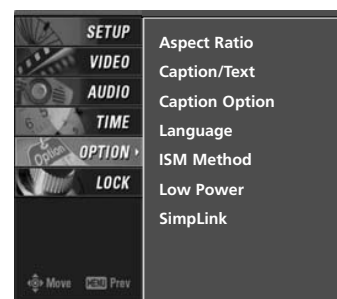 SETUP
VIDEO
AUDIO
TIME
OPTION
LOCK
Move MENU Prev
Aspect Ratio
Caption/Text
Caption Option
Language
ISM Method
Low Power
SimpLink